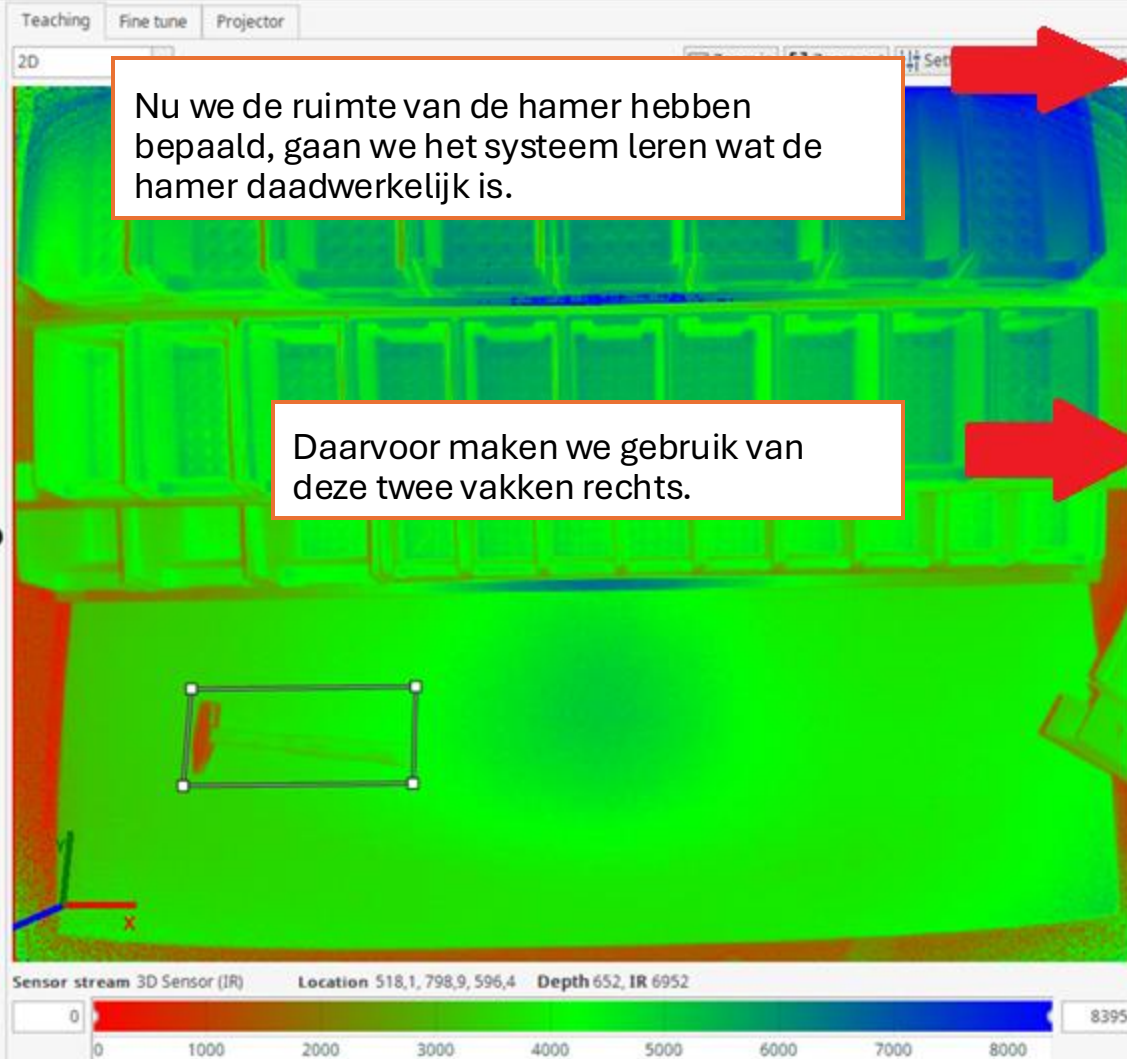 Teaching Fine tune Projector
2D
Nu we de ruimte van de hamer hebben
bepaald, gaan we het systeem leren wat de
hamer daadwerkelijk is.
Daarvoor maken we gebruik van
deze twee vakken rechts.
Y
X
Sensor stream 3D Sensor (IR) Location 518,1, 798,9, 596,4 Depth 652, IR 6952
0 8395
0 1000 2000 3000 4000 5000 6000 7000 8000